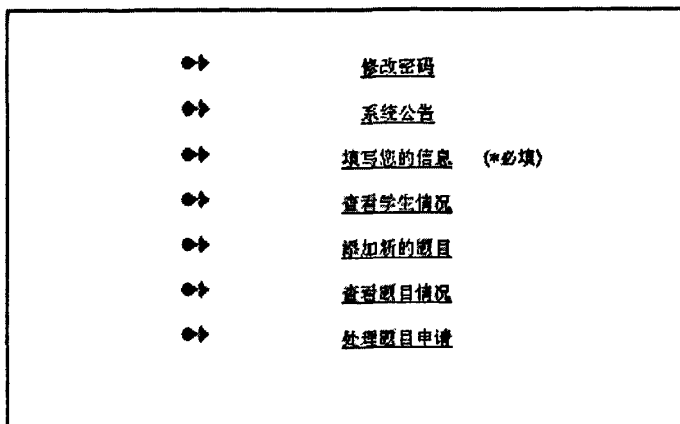 修改密码
系统公告
填写您的信息 (*必填)
查看学生情况
添加新的题目
查看题目情况
处理题目申请